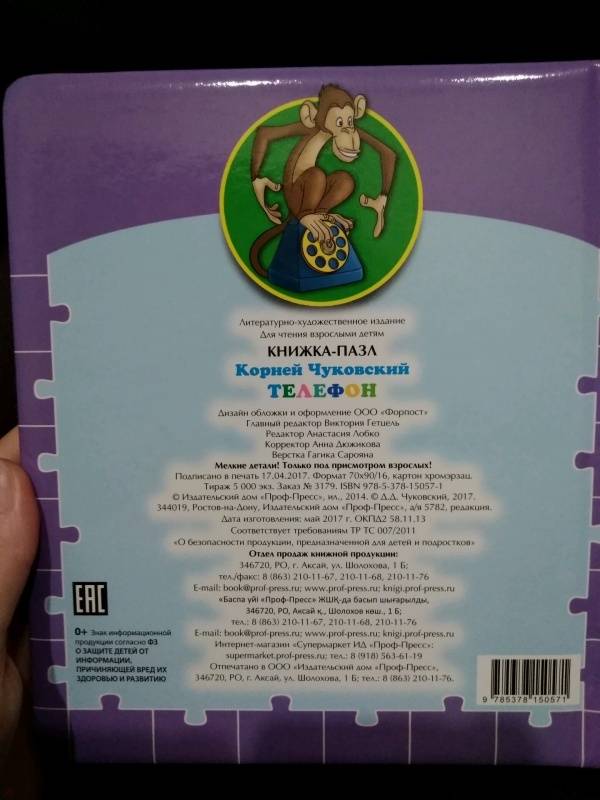 Литературно-художественное издание
Для чтения взрослыми детям
КНИЖКА-ПАЗЛ
Корней Чуковский
ТЕЛЕФОН
Дизайн обложки и оформление ООО «Форпост»
Главный редактор Виктория Гетцель
Редактор Анастасия Лобко
Корректор Анна Дюжикова
Верстка Гагика Сарояна
Мелкие детали! Только под присмотром взрослых!
Подписано в печать 17.04.2017. Формат 70х90/16, картон хромэрзац.
Тираж 5 000 экз. Заказ № 3179. ISBN 978-5-378-15057-1
© Издательский дом «Проф-Пресс», ил., 2014. © Д.Д. Чуковский, 2017.
344019, Ростов-на-Дону, Издательский дом «Проф-Пресс», а/я 5782, редакция.
Дата изготовления: май 2017 г. ОКПД2 58.11.13
Соответствует требованиям ТР ТС 007/2011
«О безопасности продукции, предназначенной для детей и подростков»
Отдел продаж книжной продукции:
346720, РО, г. Аксай, ул. Шолохова, 1 Б;
тел./факс: 8 (863) 210-11-67, 210-11-68, 210-11-76
E-mail: book@prof-press.ru; www.prof-press.ru; knigi.prof-press.ru
«Баспа үйі «Проф-Пресс» ЖШҚ-да басып шығарылды,
346720, РО, Аксай қ., Шолохов көш., 1 Б;
тел.: 8 (863) 210-11-67, 210-11-68, 210-11-76
E-mail: book@prof-press.ru; www.prof-press.ru; knigi.prof-press.ru
Интернет-магазин «Супермаркет ИД «Проф-Пресс»:
supermarket.prof-press.ru; тел.: 8 (918) 563-61-19
Отпечатано в ООО «Издательский дом «Проф-Пресс»,
346720, РО, г. Аксай, ул. Шолохова, 1 Б; тел.: 8 (863) 210-11-76.
ЕАС
0+ Знак информационной
продукции согласно ФЗ
О ЗАЩИТЕ ДЕТЕЙ ОТ
ИНФОРМАЦИИ,
ПРИЧИНЯЮЩЕЙ ВРЕД ИХ
ЗДОРОВЬЮ И РАЗВИТИЮ
9 785378 150571